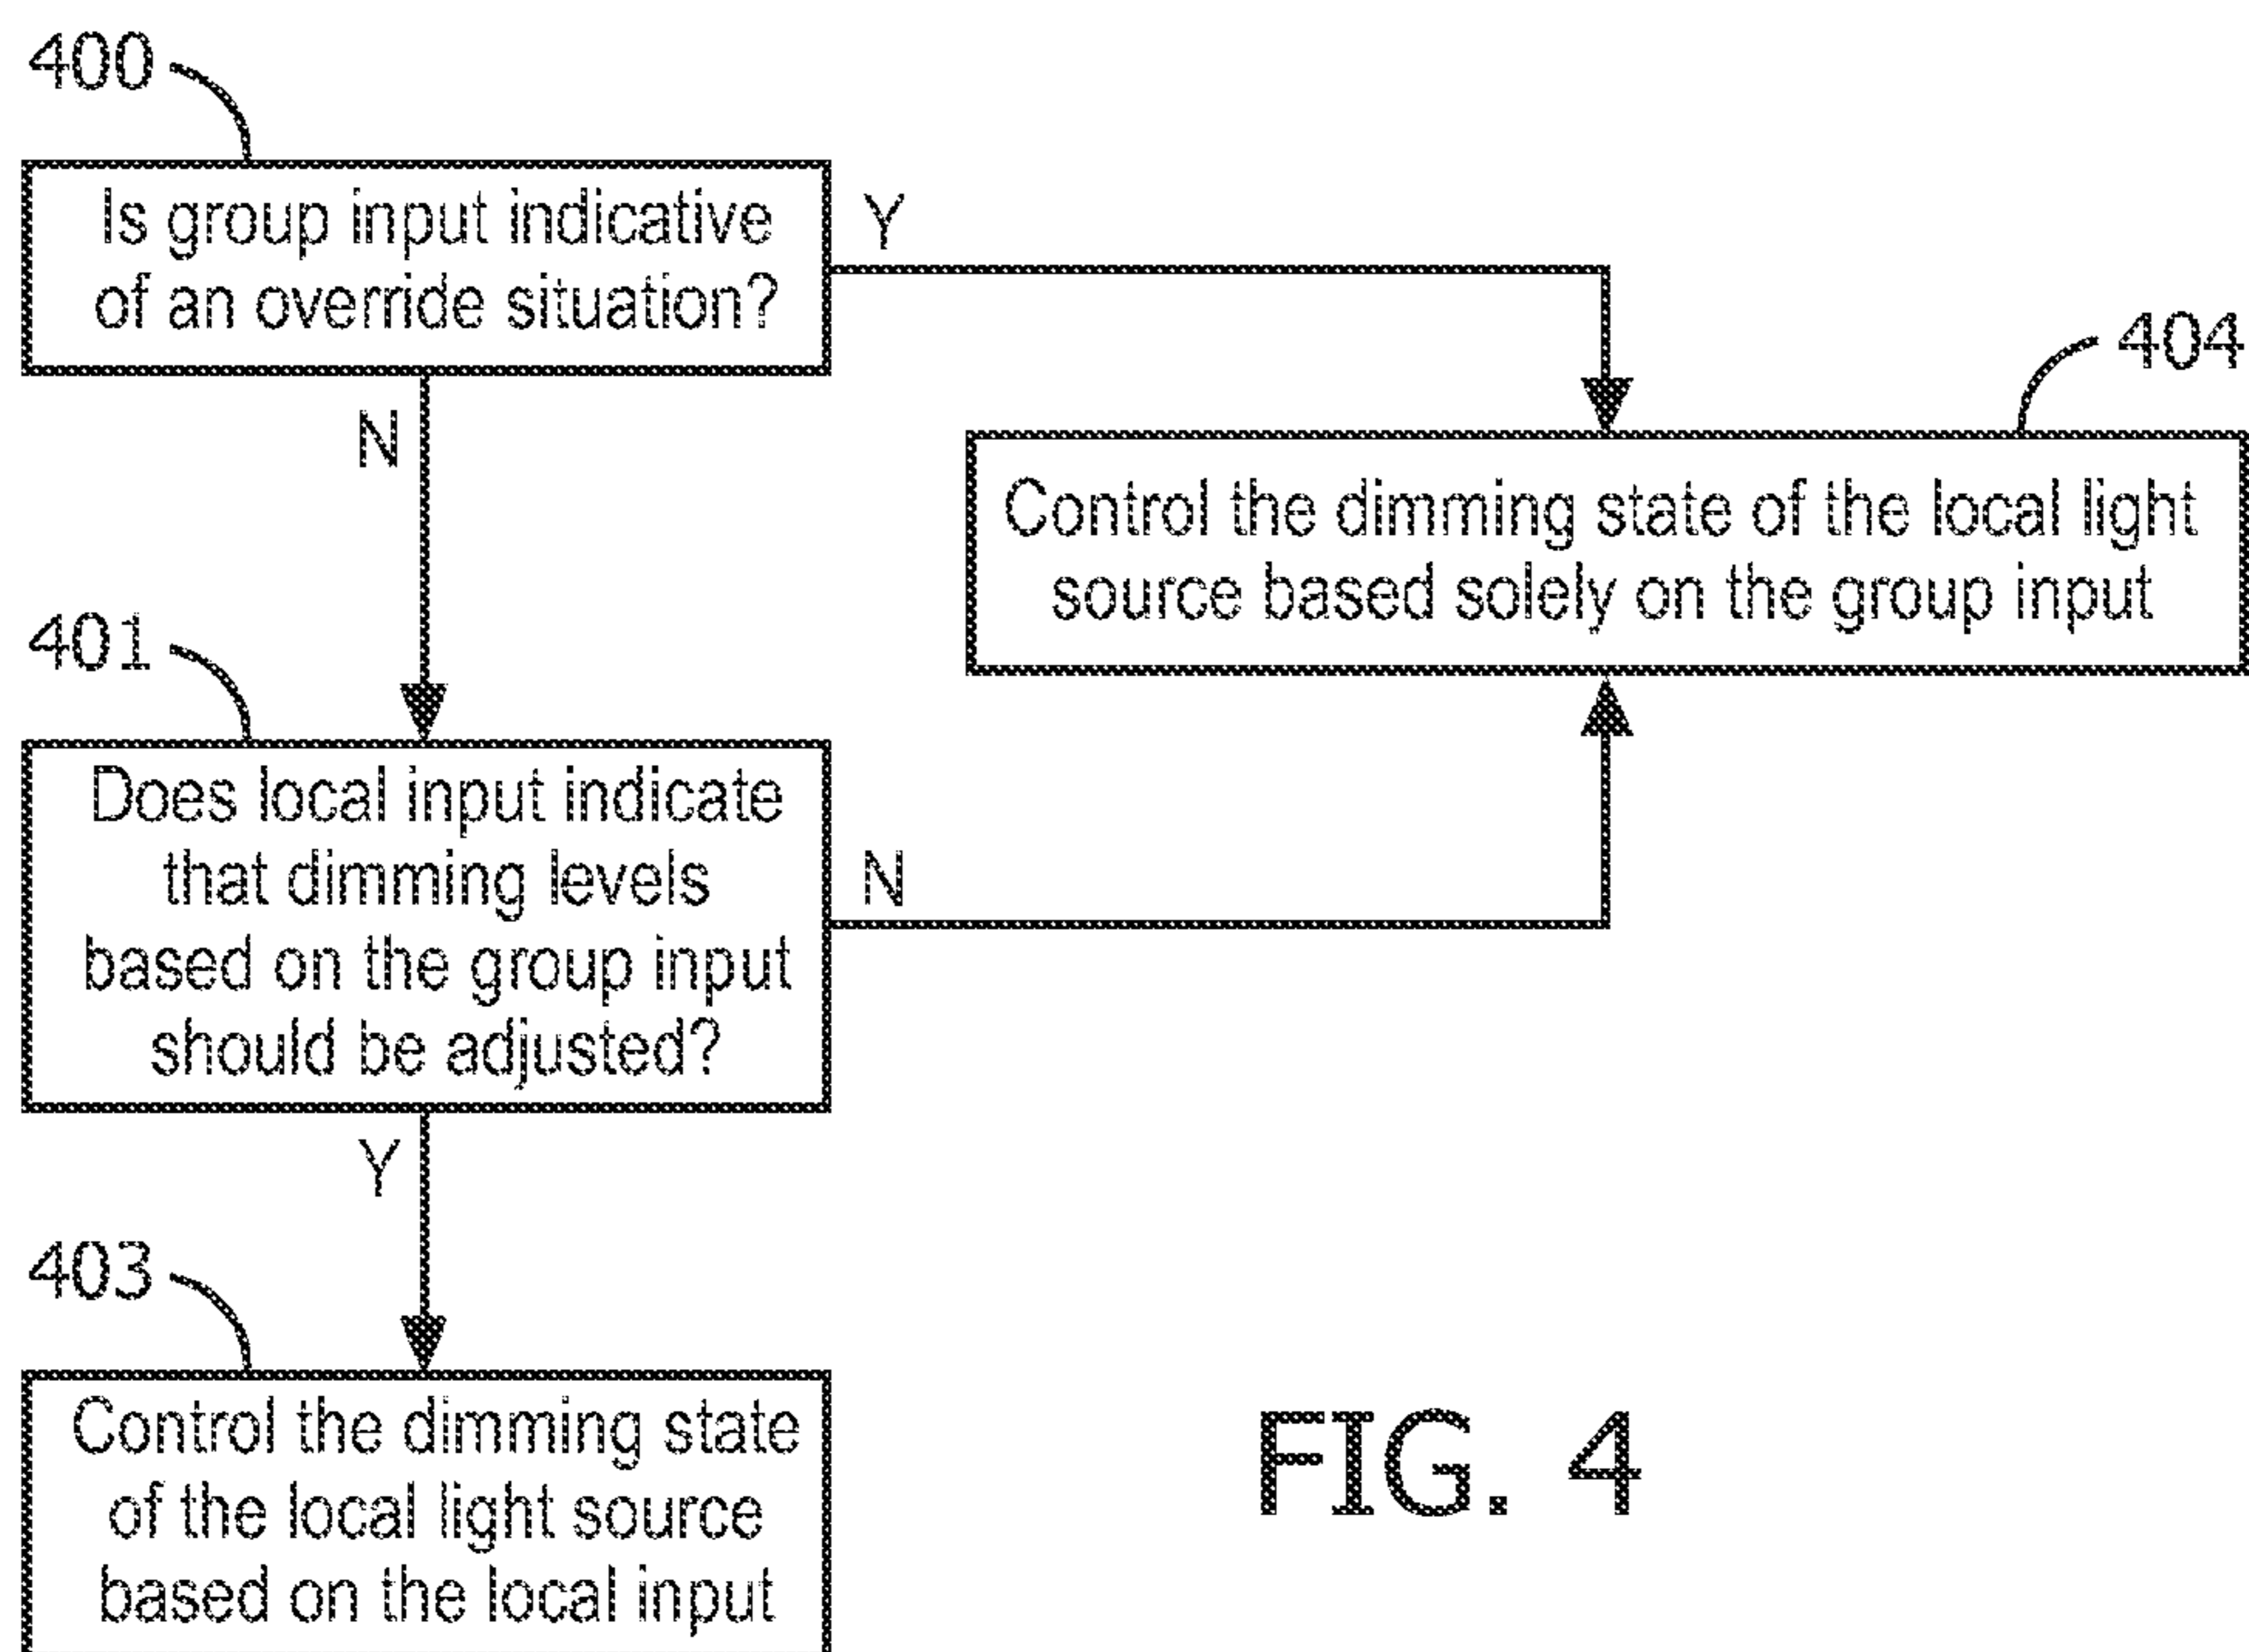 400
Is group input indicative
of an override situation?
Y
N
404
Control the dimming state of the local light
source based solely on the group input
401
Does local input indicate
that dimming levels
based on the group input
should be adjusted?
N
Y
403
Control the dimming state
of the local light source
based on the local input
FIG. 4